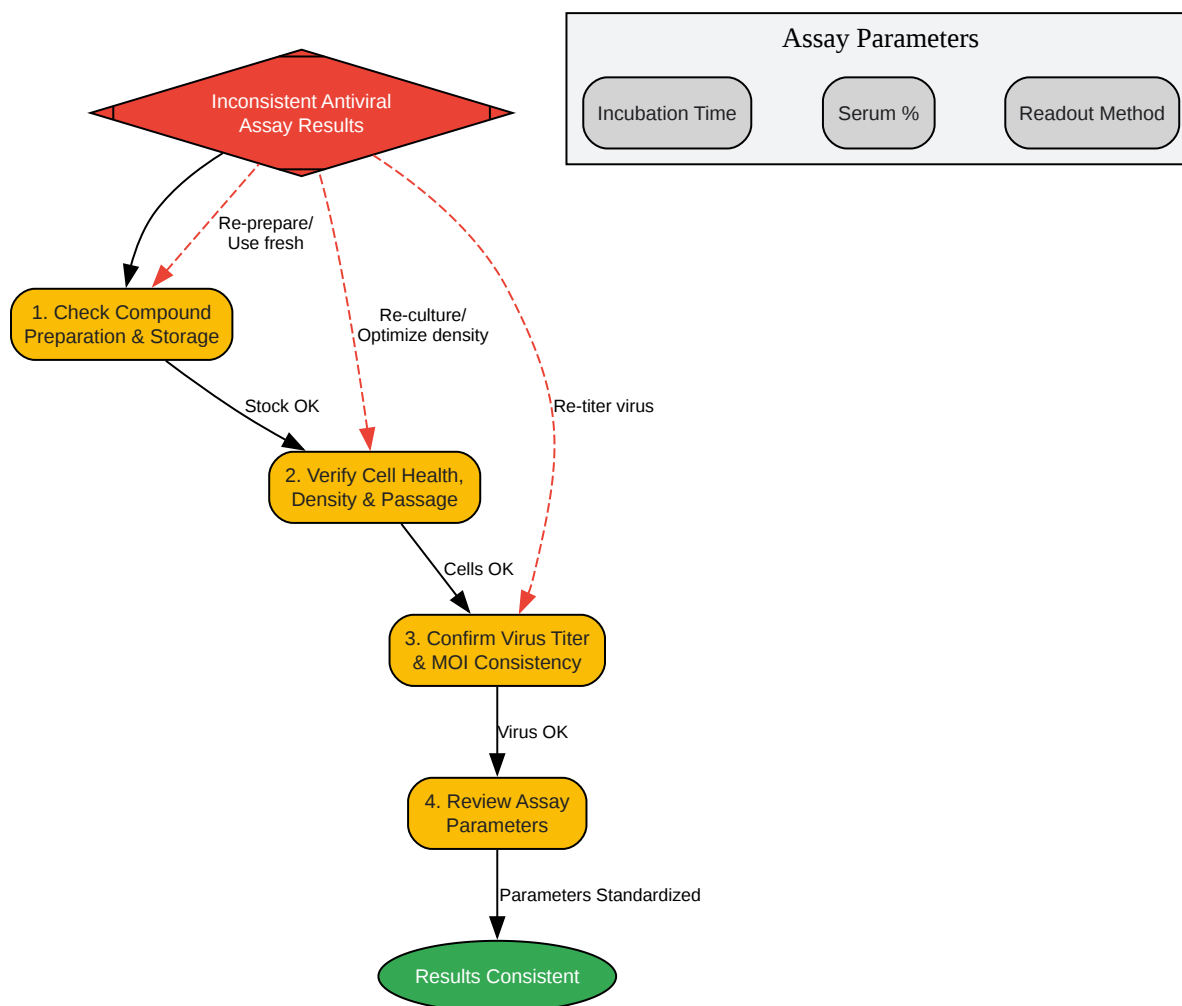 Inconsistent Antiviral
Assay Results
Assay Parameters
Incubation Time
Serum %
Readout Method
Re-prepare/
Use fresh
1. Check Compound
Preparation & Storage
Re-culture/
Optimize density
Stock OK
Re-titer virus
2. Verify Cell Health,
Density & Passage
Cells OK
3. Confirm Virus Titer
& MOI Consistency
Virus OK
4. Review Assay
Parameters
Parameters Standardized
Results Consistent